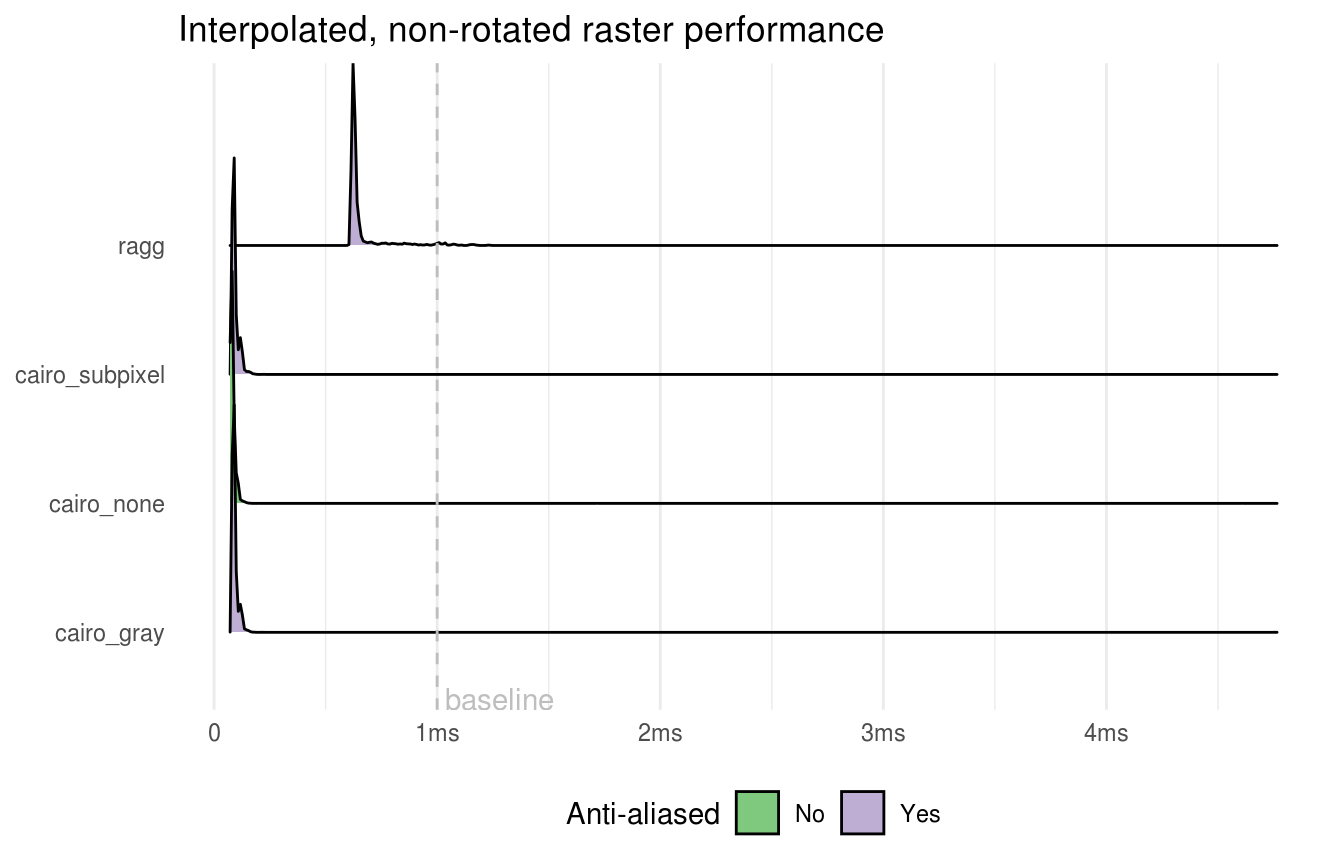 Interpolated, non-rotated raster performance
ragg
cairo_subpixel
cairo_none
cairo_gray
baseline
0 1ms 2ms 3ms 4ms
Anti-aliased No Yes